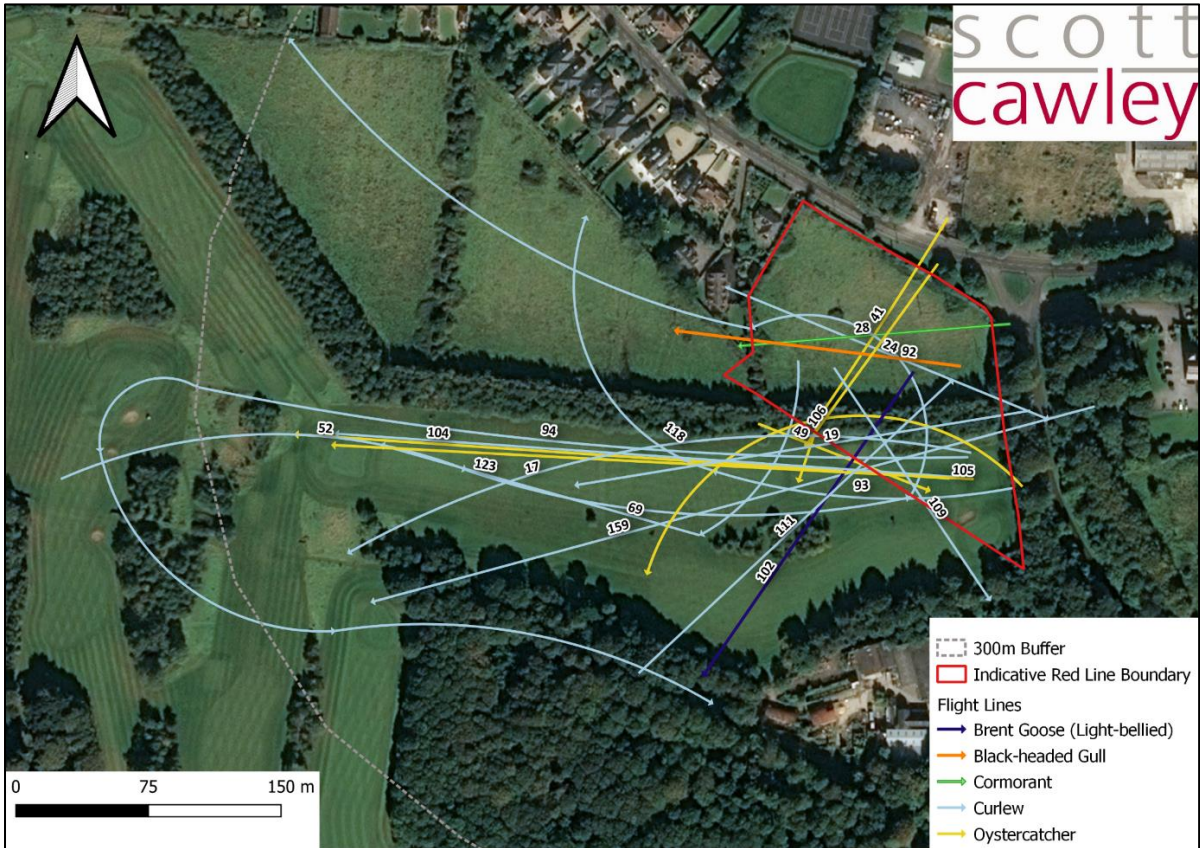 scott
cawley
41
28
24
92
106
49
19
118
94
104
52
123
17
105
93
69
159
109
111
102
300m Buffer
Indicative Red Line Boundary
Flight Lines
Brent Goose (Light-bellied)
Black-headed Gull
Cormorant
Curlew
Oystercatcher
0 75 150 m